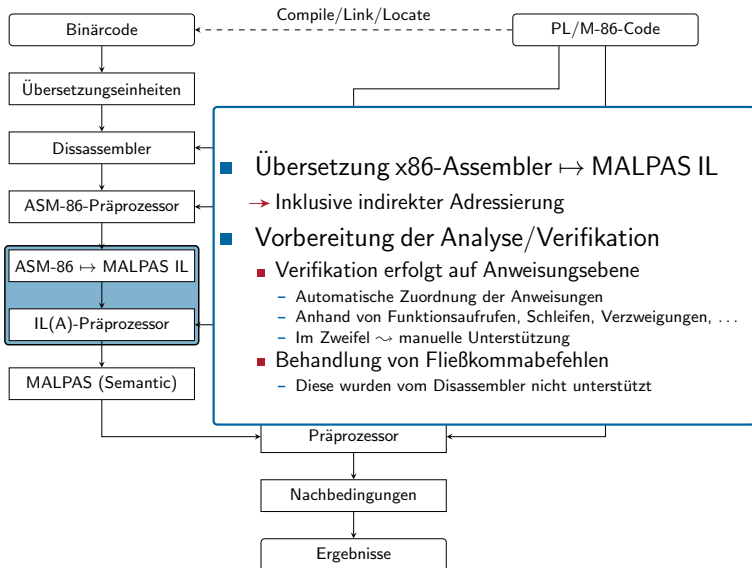 Compile/Link/Locate
Binärcode
PL/M-86-Code
Übersetzungseinheiten
Dissassembler
ASM-86-Präprozessor
ASM-86 ↦ MALPAS IL
IL(A)-Präprozessor
MALPAS (Semantic)
■ Übersetzung x86-Assembler ↦ MALPAS IL
→ Inklusive indirekter Adressierung
■ Vorbereitung der Analyse/Verifikation
■ Verifikation erfolgt auf Anweisungsebene
– Automatische Zuordnung der Anweisungen
– Anhand von Funktionsaufrufen, Schleifen, Verzweigungen, …
– Im Zweifel ⤳ manuelle Unterstützung
■ Behandlung von Fließkommabefehlen
– Diese wurden vom Disassembler nicht unterstützt
Präprozessor
Nachbedingungen
Ergebnisse